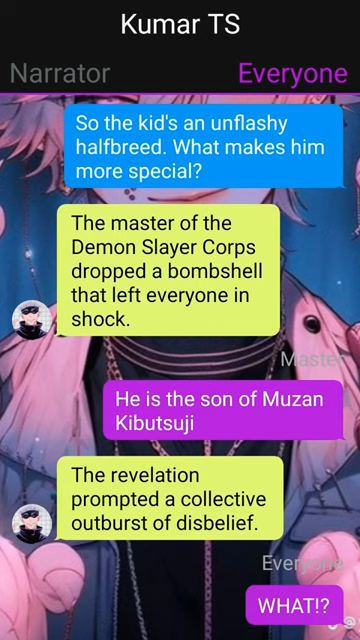 Kumar TS
Narrator
Everyone
So the kid's an unflashy
halfbreed. What makes him
more special?
The master of the
Demon Slayer Corps
dropped a bombshell
that left everyone in
shock.
Master
He is the son of Muzan
Kibutsuji
The revelation
prompted a collective
outburst of disbelief.
Everyone
WHAT!?